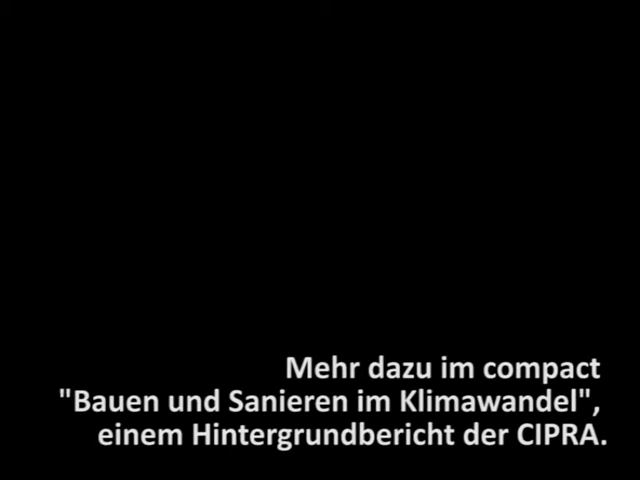 Mehr dazu im compact
"Bauen und Sanieren im Klimawandel",
einem Hintergrundbericht der CIPRA.